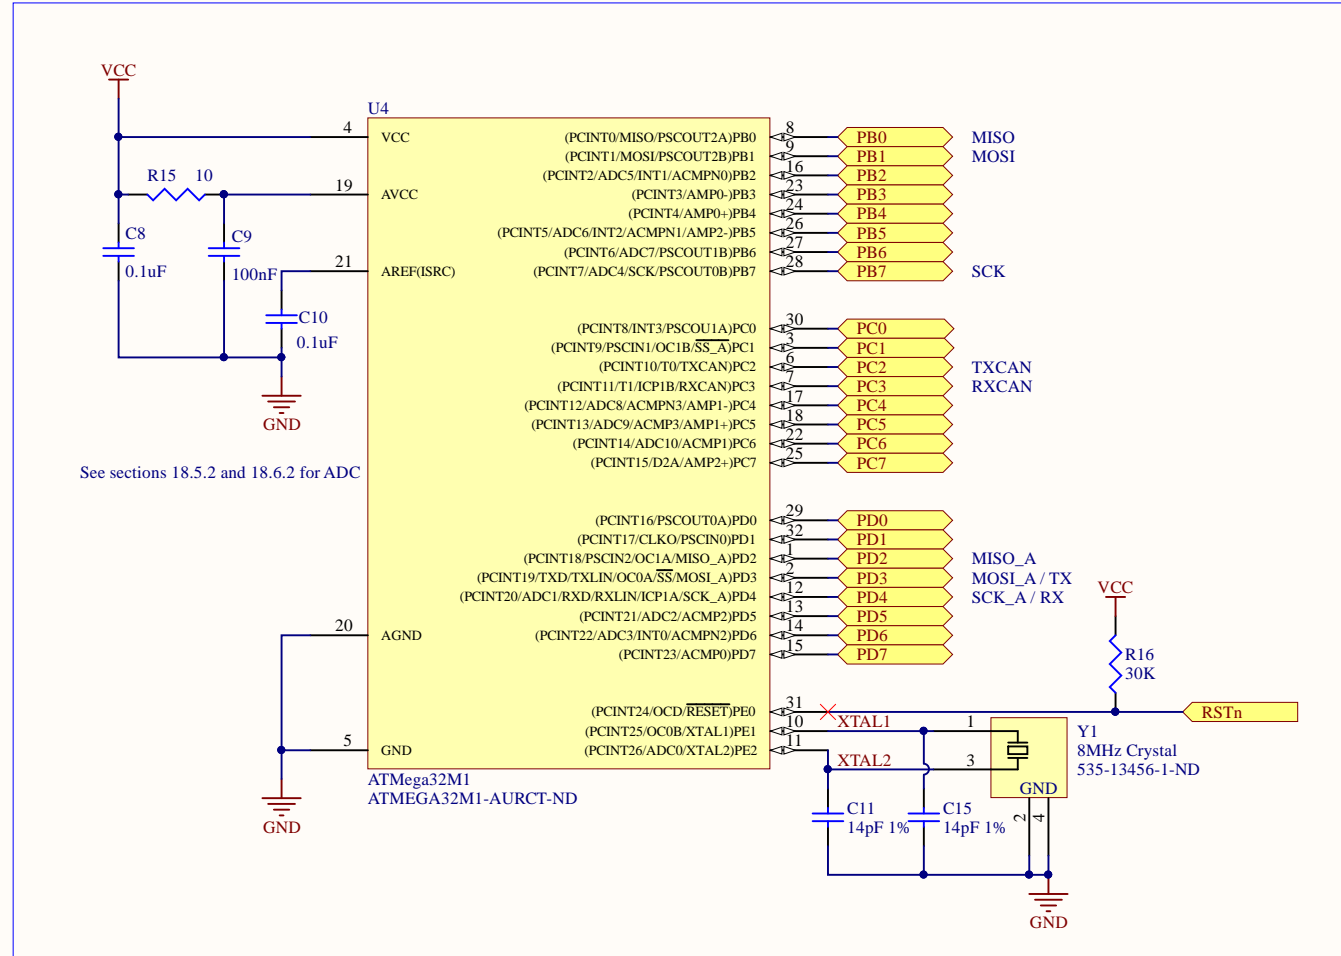 VCC
U4
4 VCC (PCINT0/MISO/PSCOUT2A)PB0 8 PB0 MISO
(PCINT1/MOSI/PSCOUT2B)PB1 9 PB1 MOSI
R15 10 (PCINT2/ADC5/INT1/ACMPN0)PB2 16 PB2
19 AVCC (PCINT3/AMP0-)PB3 23 PB3
(PCINT4/AMP0+)PB4 24 PB4
C8 C9 (PCINT5/ADC6/INT2/ACMPN1/AMP2-)PB5 26 PB5
(PCINT6/ADC7/PSCOUT1B)PB6 27 PB6
0.1uF 100nF 21 AREF(ISRC) (PCINT7/ADC4/SCK/PSCOUT0B)PB7 28 PB7 SCK
C10
0.1uF
(PCINT8/INT3/PSCOU1A)PC0 30 PC0
(PCINT9/PSCIN1/OC1B/SS_A)PC1 3 PC1
(PCINT10/T0/TXCAN)PC2 6 PC2 TXCAN
(PCINT11/T1/ICP1B/RXCAN)PC3 7 PC3 RXCAN
(PCINT12/ADC8/ACMPN3/AMP1-)PC4 17 PC4
GND (PCINT13/ADC9/ACMP3/AMP1+)PC5 18 PC5
(PCINT14/ADC10/ACMP1)PC6 22 PC6
(PCINT15/D2A/AMP2+)PC7 25 PC7
See sections 18.5.2 and 18.6.2 for ADC
(PCINT16/PSCOUT0A)PD0 29 PD0
(PCINT17/CLKO/PSCIN0)PD1 32 PD1
(PCINT18/PSCIN2/OC1A/MISO_A)PD2 1 PD2 MISO_A
(PCINT19/TXD/TXLIN/OC0A/SS/MOSI_A)PD3 2 PD3 MOSI_A / TX
(PCINT20/ADC1/RXD/RXLIN/ICP1A/SCK_A)PD4 12 PD4 SCK_A / RX
(PCINT21/ADC2/ACMP2)PD5 13 PD5
20 AGND (PCINT22/ADC3/INT0/ACMPN2)PD6 14 PD6
(PCINT23/ACMP0)PD7 15 PD7
VCC
R16
30K
(PCINT24/OCD/RESET)PE0 31 RSTn
(PCINT25/OC0B/XTAL1)PE1 10 XTAL1 1
5 GND (PCINT26/ADC0/XTAL2)PE2 11 XTAL2 3
Y1
8MHz Crystal
535-13456-1-ND
GND
2 4
ATMega32M1
ATMEGA32M1-AURCT-ND
GND
C11
14pF 1%
C15
14pF 1%
GND